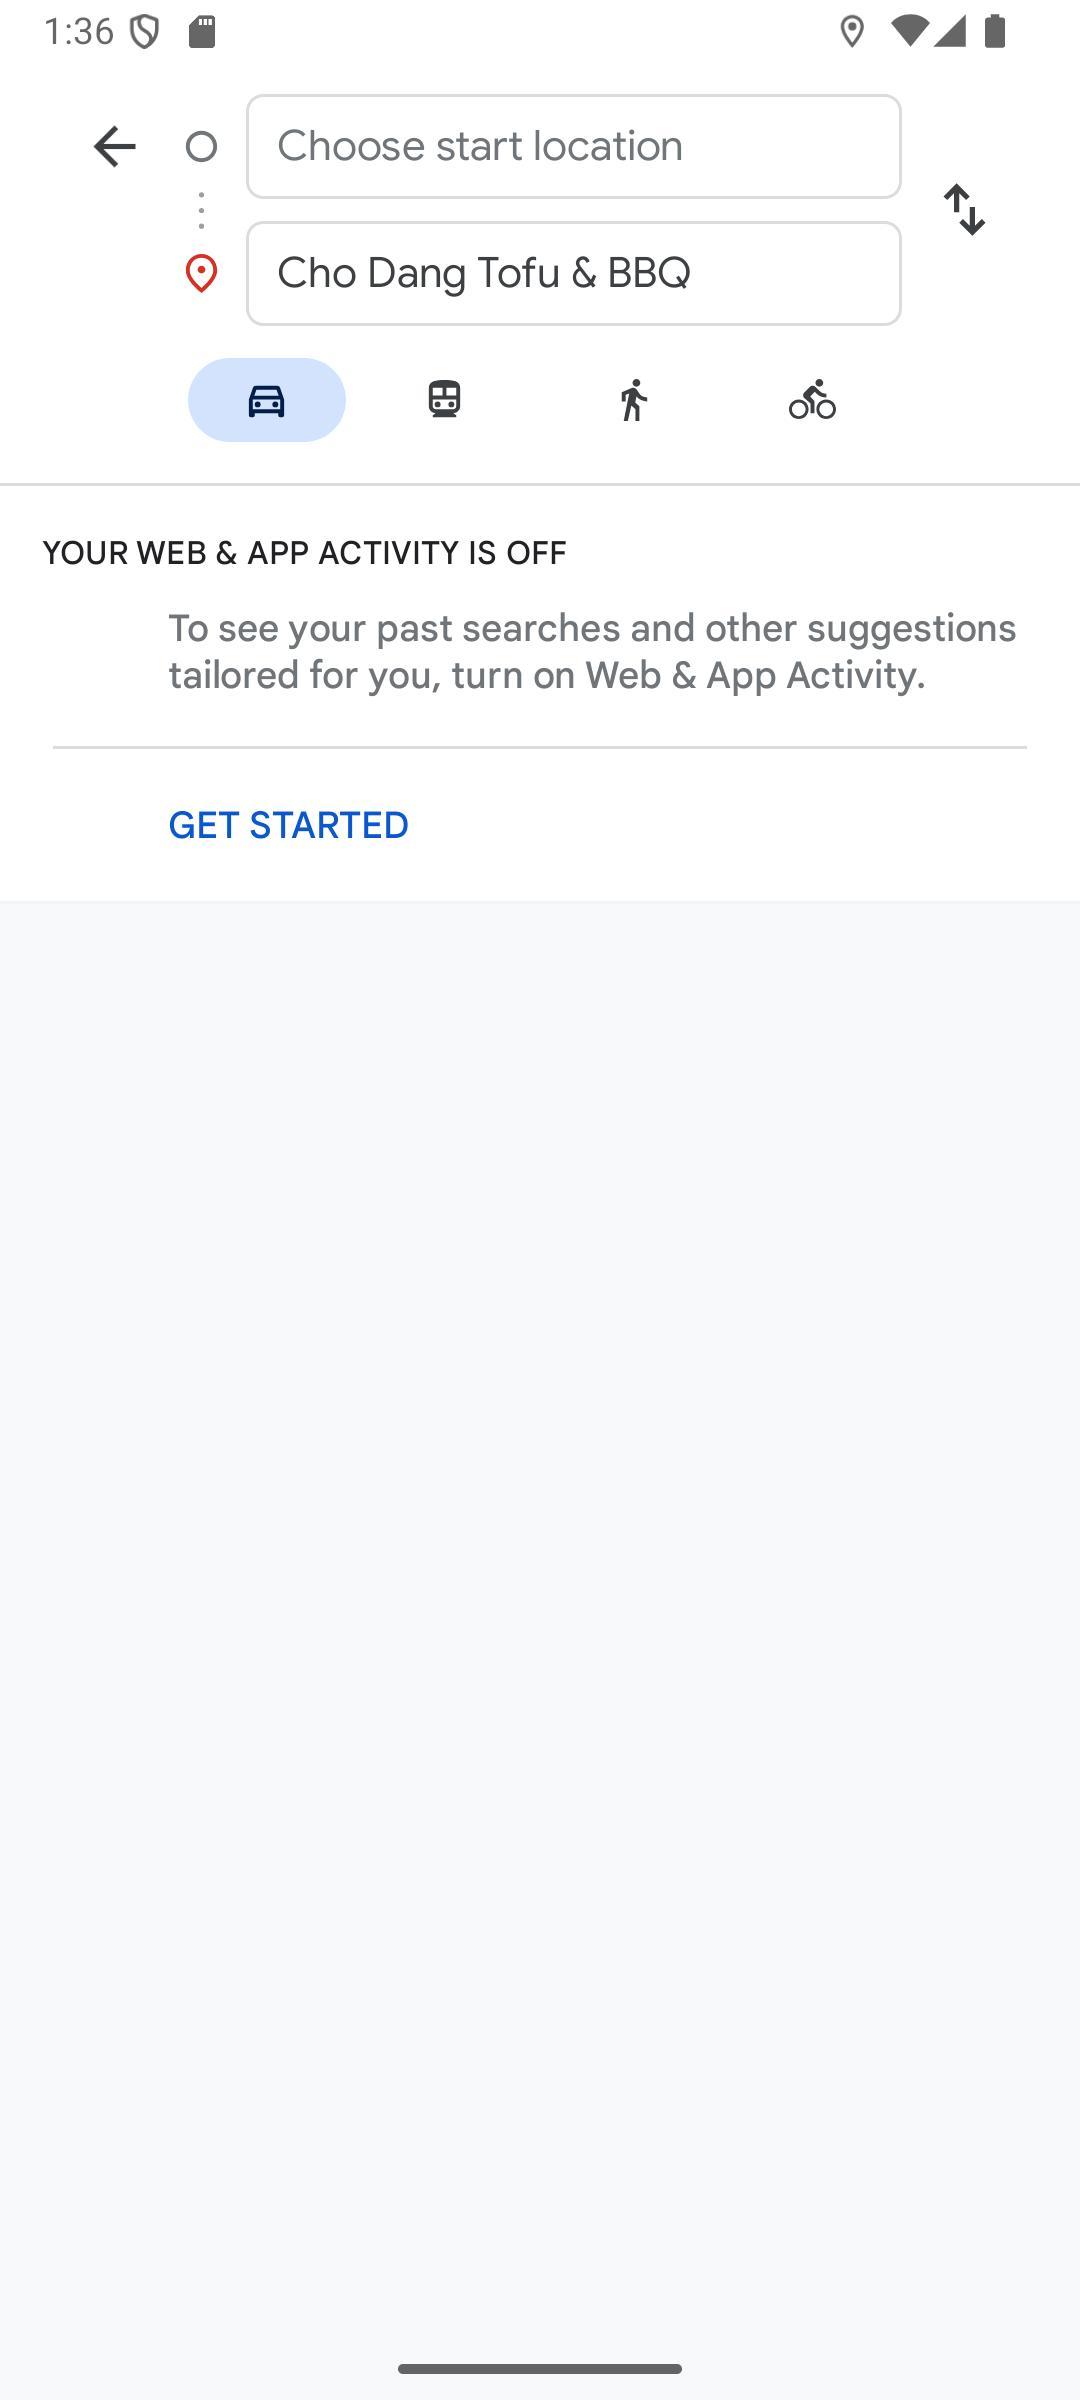 1:36
Choose start location
Cho Dang Tofu & BBQ
YOUR WEB & APP ACTIVITY IS OFF
To see your past searches and other suggestions
tailored for you, turn on Web & App Activity.
GET STARTED